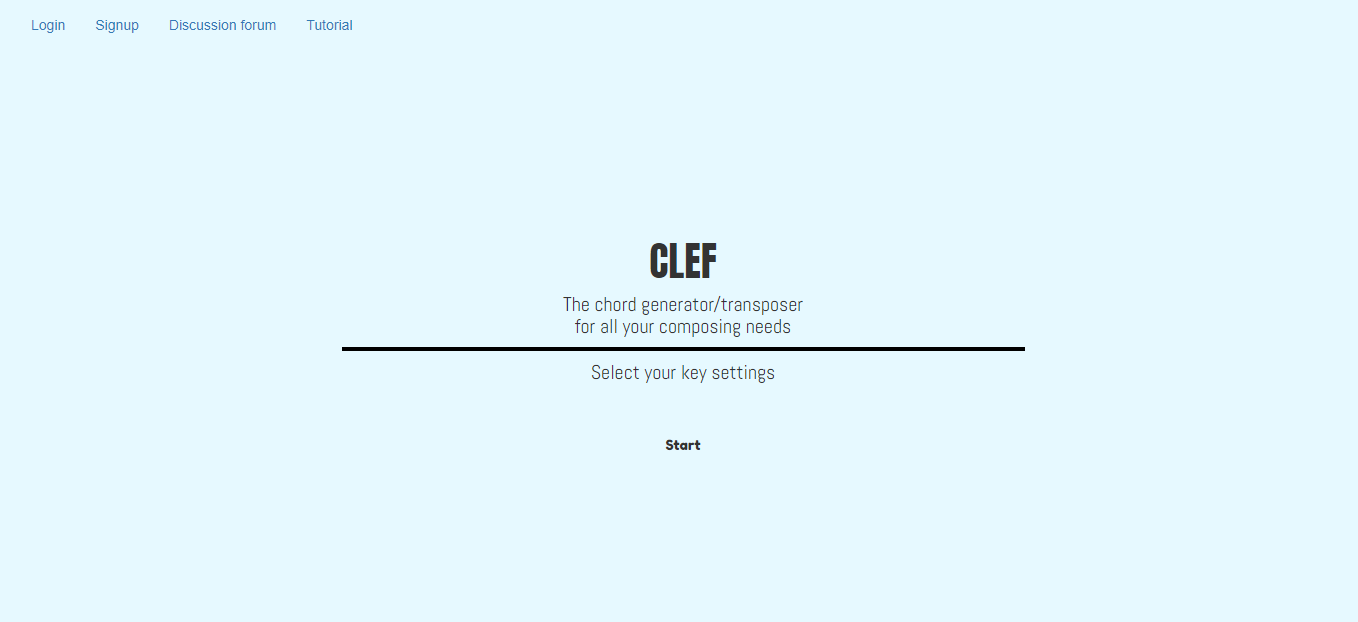 Login Signup Discussion forum Tutorial
CLEF
The chord generator/transposer
for all your composing needs
Select your key settings
Start